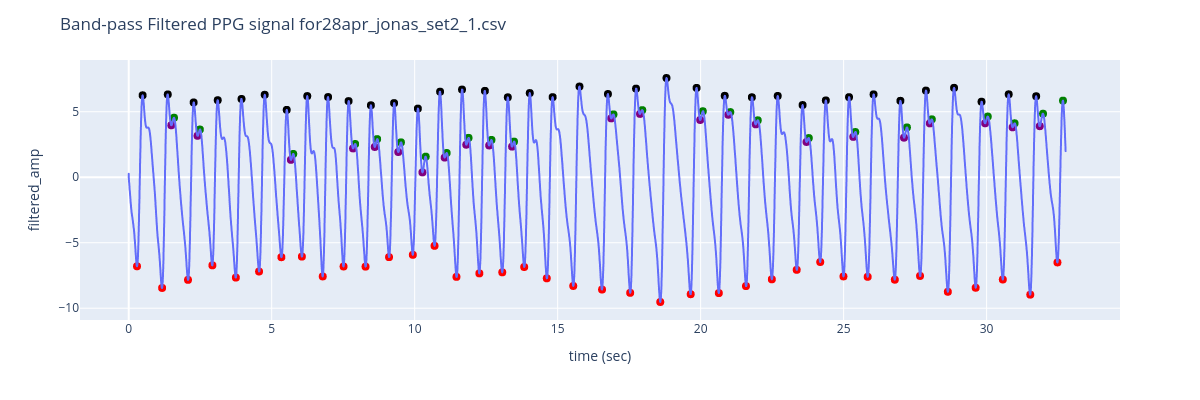 Band-pass Filtered PPG signal for28apr_jonas_set2_1.csv
5
0
−5
−10
filtered_amp
0 5 10 15 20 25 30
time (sec)